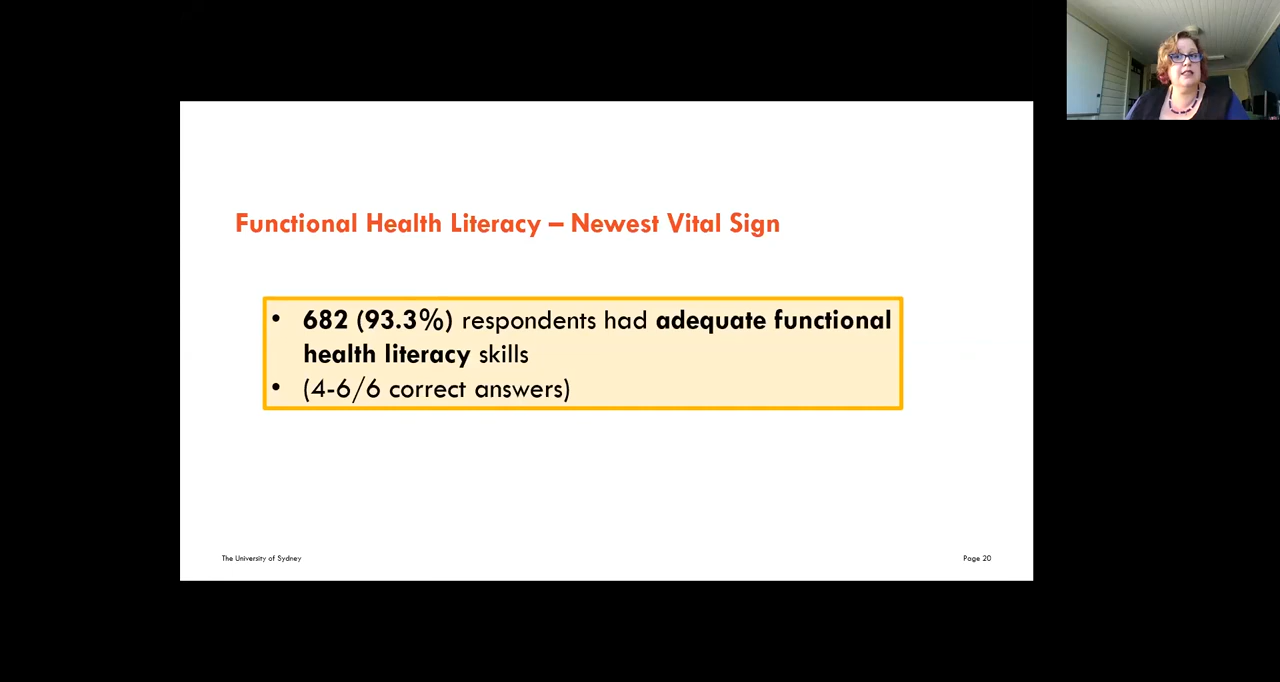 Functional Health Literacy – Newest Vital Sign
• 682 (93.3%) respondents had adequate functional
health literacy skills
• (4-6/6 correct answers)
The University of Sydney
Page 20